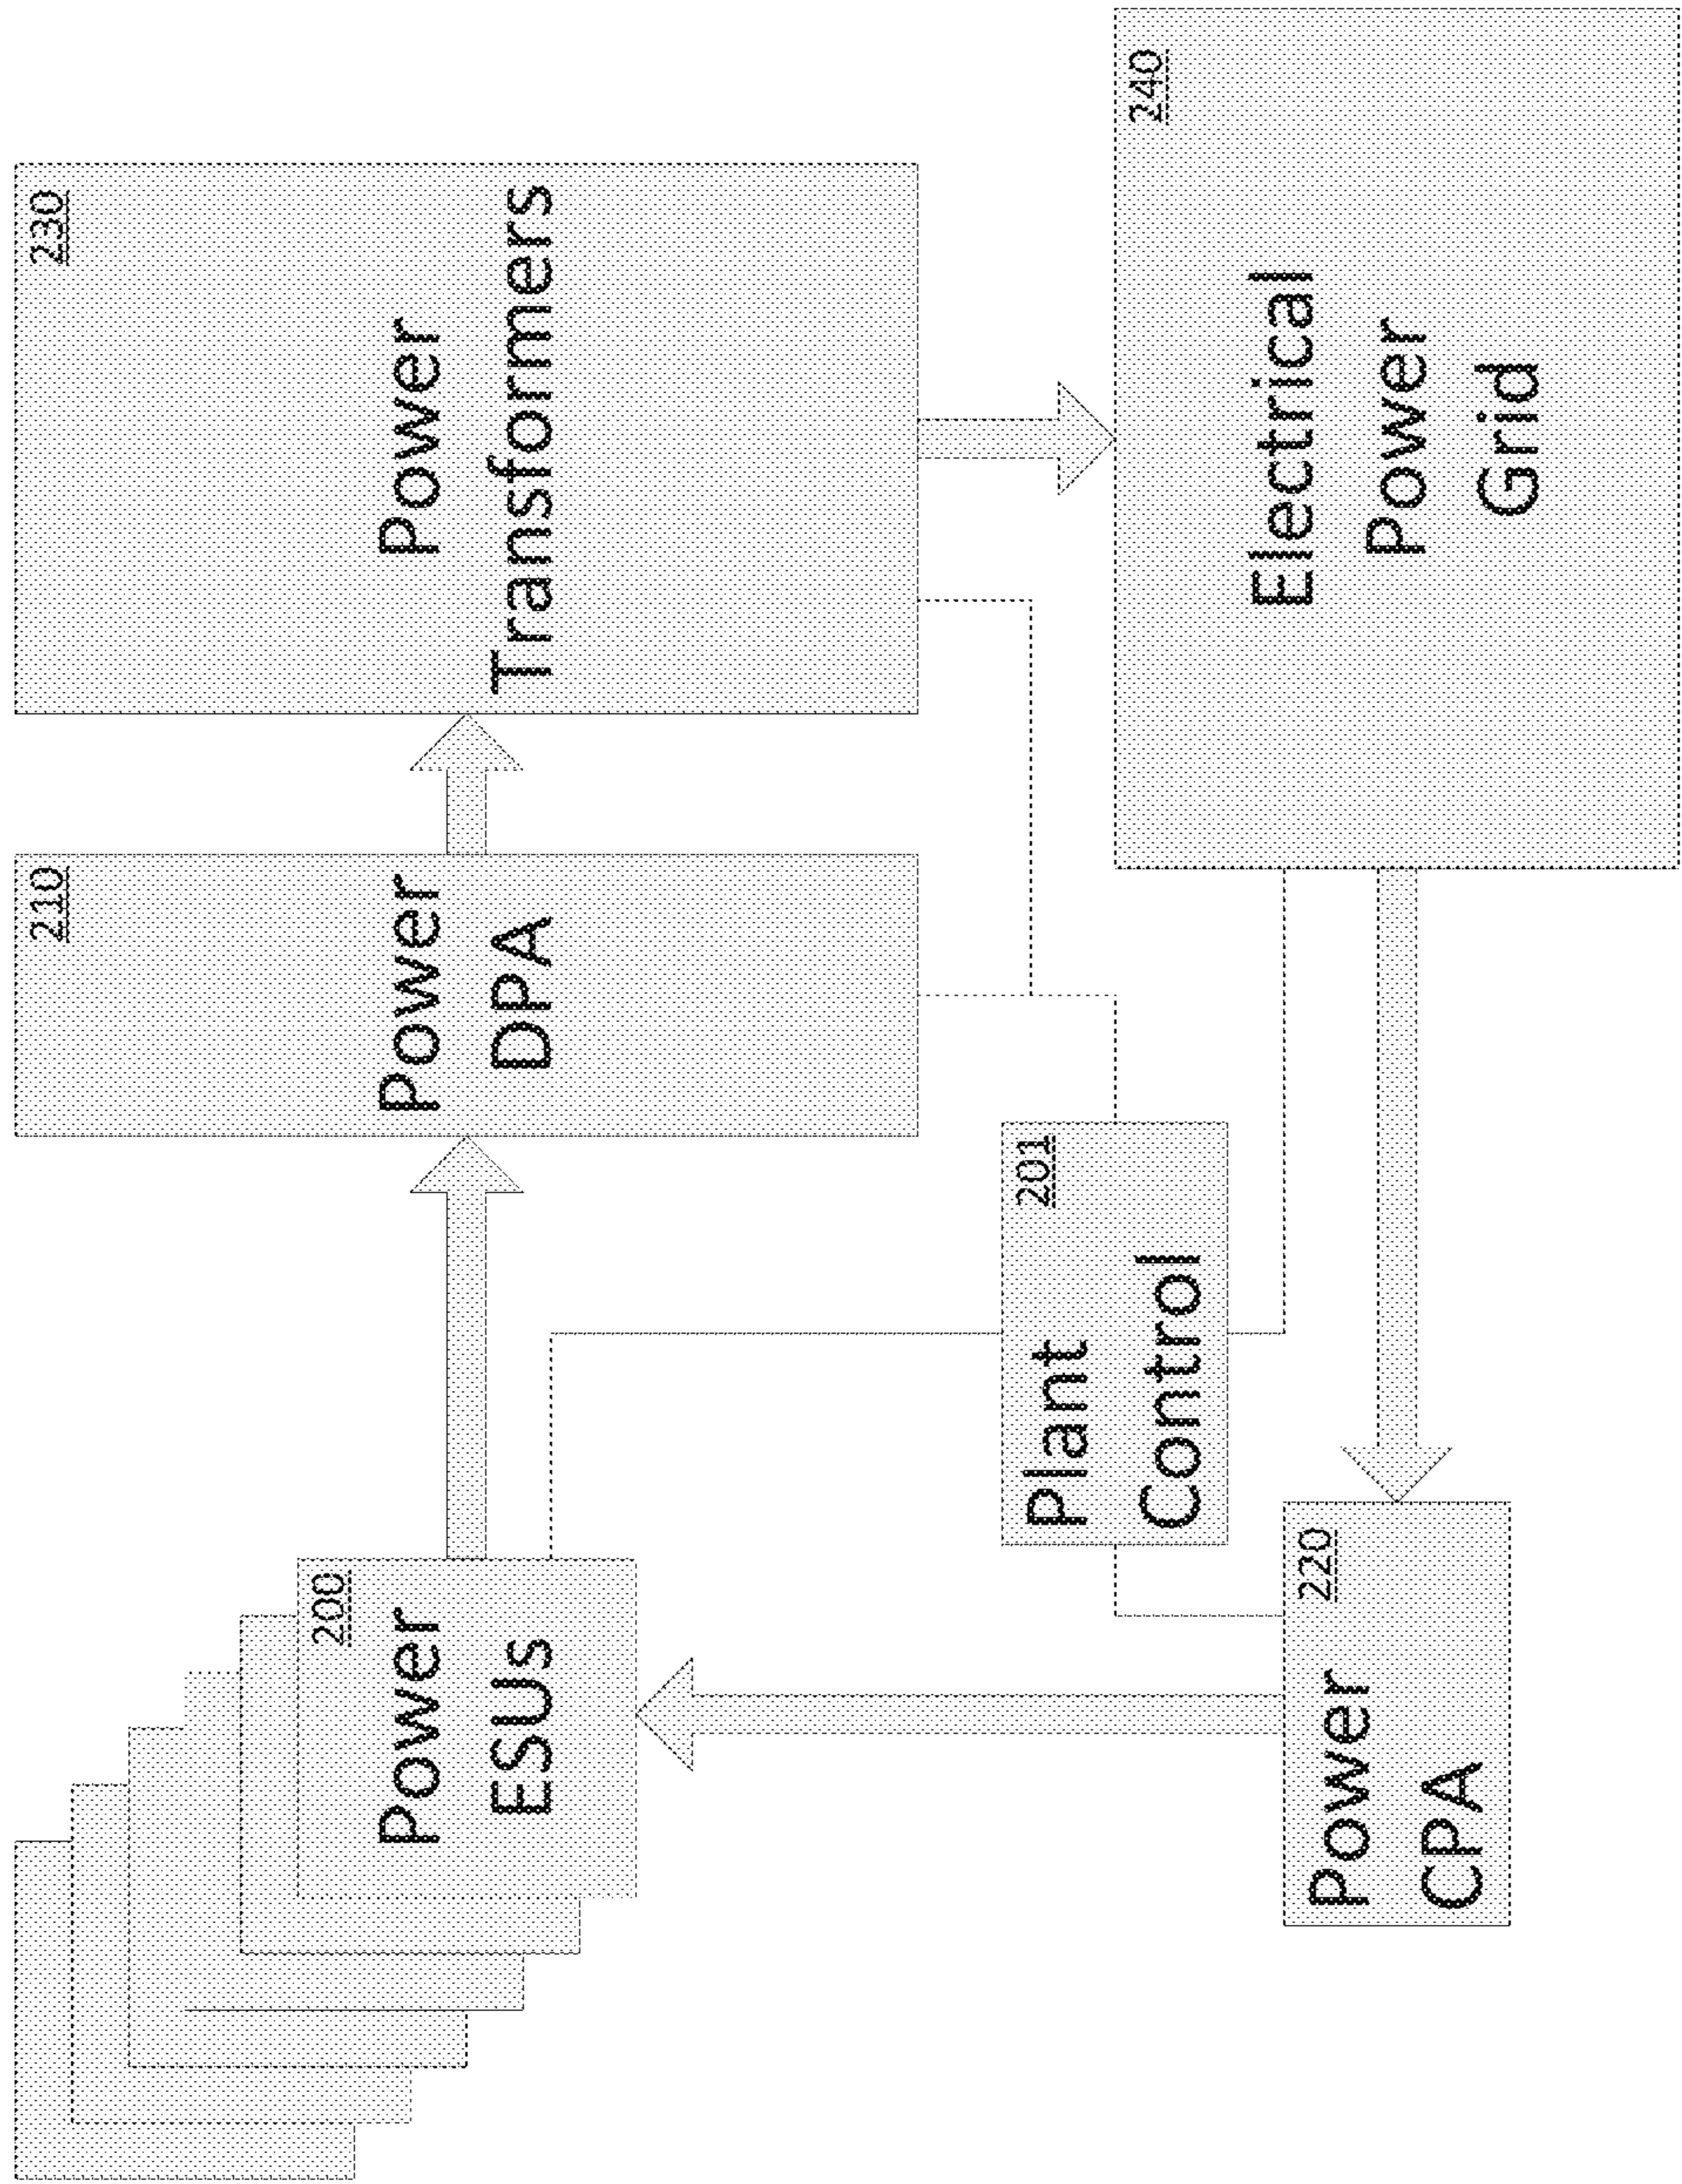 200
Power
ESUs
210
Power
DPA
230
Power
Transformers
201
Plant
Control
220
Power
CPA
240
Electrical
Power
Grid